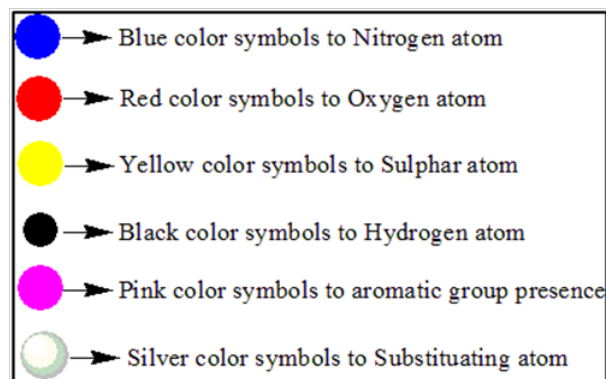 Blue color symbols to Nitrogen atom
Red color symbols to Oxygen atom
Yellow color symbols to Sulphar atom
Black color symbols to Hydrogen atom
Pink color symbols to aromatic group presence
Silver color symbols to Substituating atom